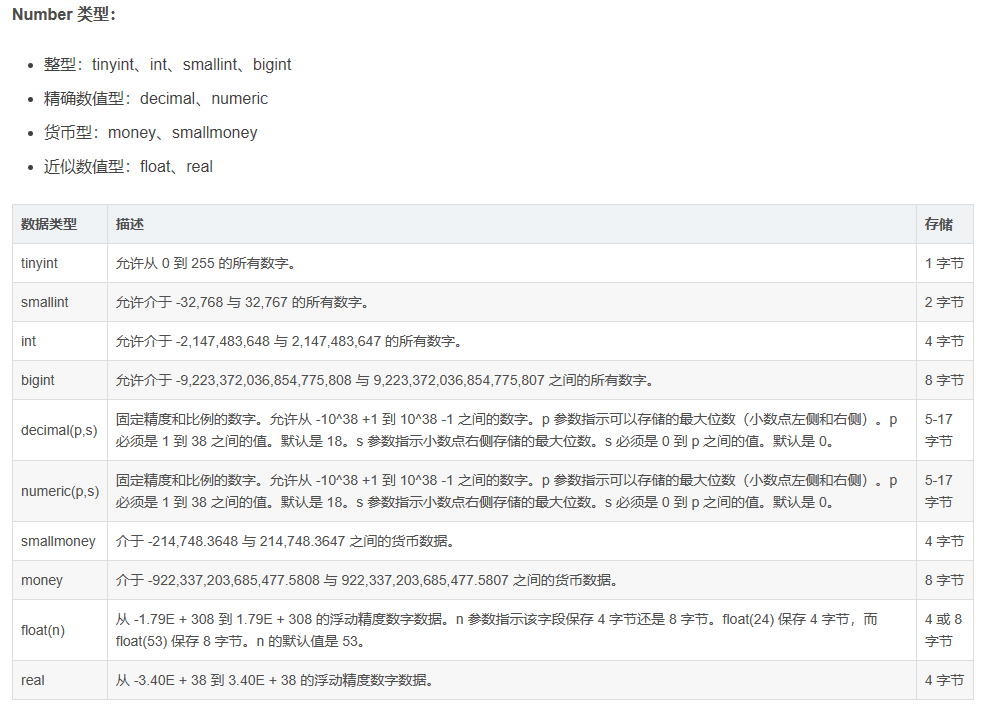 Number 类型：
• 整型：tinyint、int、smallint、bigint
• 精确数值型：decimal、numeric
• 货币型：money、smallmoney
• 近似数值型：float、real
数据类型 描述 存储
tinyint 允许从 0 到 255 的所有数字。 1 字节
smallint 允许介于 -32,768 与 32,767 的所有数字。 2 字节
int 允许介于 -2,147,483,648 与 2,147,483,647 的所有数字。 4 字节
bigint 允许介于 -9,223,372,036,854,775,808 与 9,223,372,036,854,775,807 之间的所有数字。 8 字节
decimal(p,s) 固定精度和比例的数字。允许从 -10^38 +1 到 10^38 -1 之间的数字。p 参数指示可以存储的最大位数（小数点左侧和右侧）。p 5-17
必须是 1 到 38 之间的值。默认是 18。s 参数指示小数点右侧存储的最大位数。s 必须是 0 到 p 之间的值。默认是 0。 字节
numeric(p,s) 固定精度和比例的数字。允许从 -10^38 +1 到 10^38 -1 之间的数字。p 参数指示可以存储的最大位数（小数点左侧和右侧）。p 5-17
必须是 1 到 38 之间的值。默认是 18。s 参数指示小数点右侧存储的最大位数。s 必须是 0 到 p 之间的值。默认是 0。 字节
smallmoney 介于 -214,748.3648 与 214,748.3647 之间的货币数据。 4 字节
money 介于 -922,337,203,685,477.5808 与 922,337,203,685,477.5807 之间的货币数据。 8 字节
float(n) 从 -1.79E + 308 到 1.79E + 308 的浮动精度数字数据。n 参数指示该字段保存 4 字节还是 8 字节。float(24) 保存 4 字节，而 4 或 8
float(53) 保存 8 字节。n 的默认值是 53。 字节
real 从 -3.40E + 38 到 3.40E + 38 的浮动精度数字数据。 4 字节